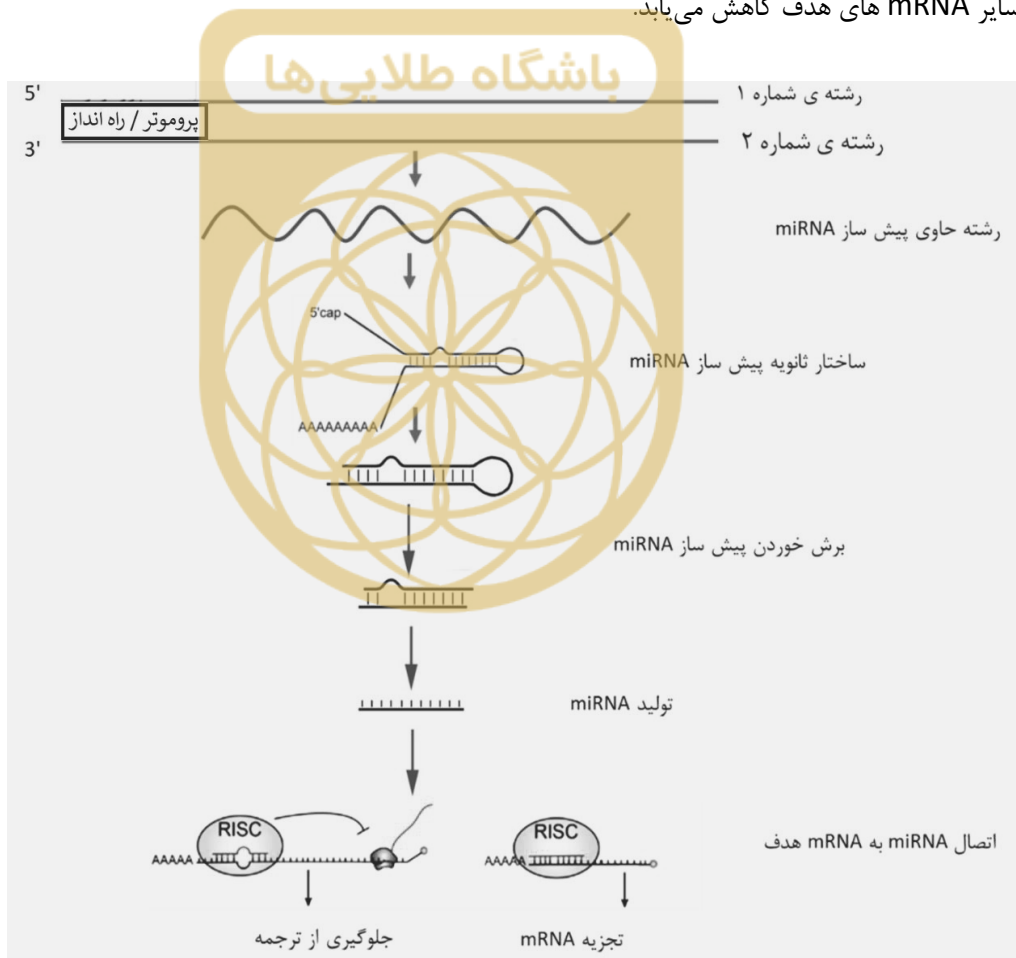 سایر mRNA های هدف کاهش می‌یابد.
باشگاه طلایی‌ها
5'
رشته ی شماره ۱
پروموتر / راه انداز
3'
رشته ی شماره ۲
رشته حاوی پیش ساز miRNA
5'cap
ساختار ثانویه پیش ساز miRNA
AAAAAAAAA
برش خوردن پیش ساز miRNA
تولید miRNA
RISC
RISC
اتصال miRNA به mRNA هدف
AAAAA
AAAAA
جلوگیری از ترجمه
تجزیه mRNA